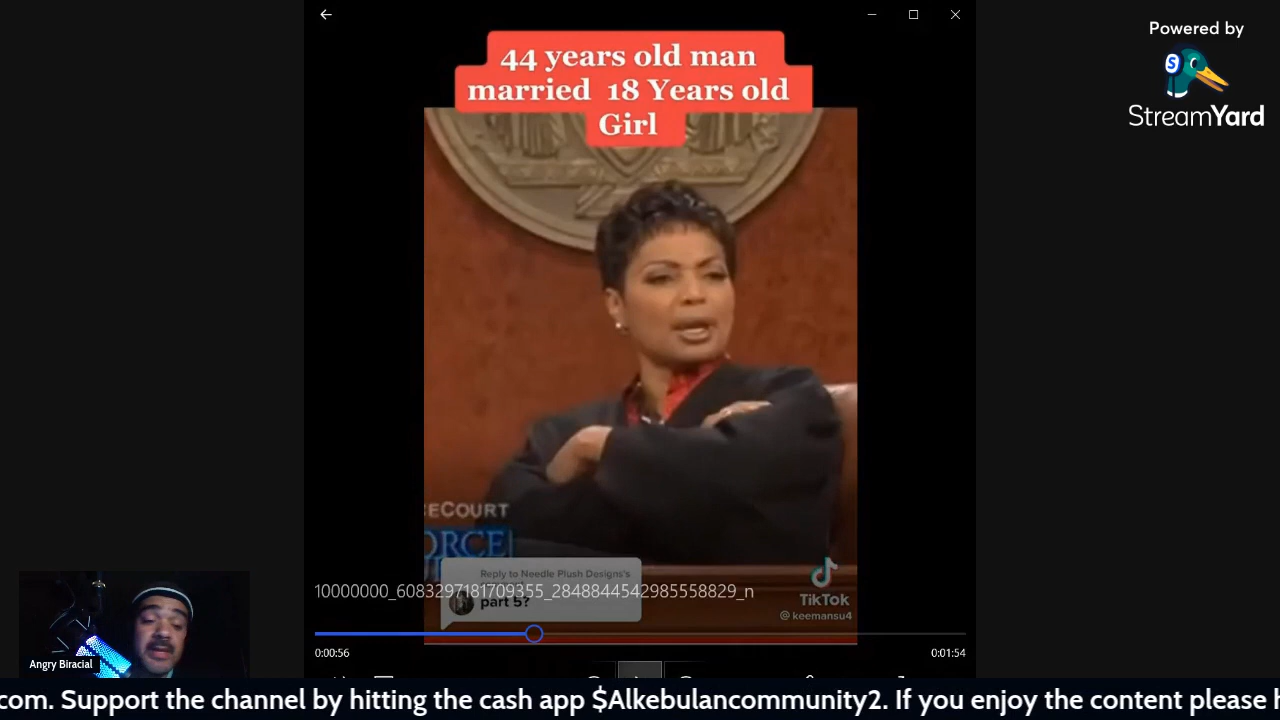 44 years old man
married 18 Years old
Girl
Powered by
StreamYard
ECOURT
ORCE
Reply to Needle Plush Designs's
part 5?
10000000_6083297181709355_2848844542985558829_n
TikTok
@ keemansu4
0:00:56
0:01:54
Angry Biracial
com. Support the channel by hitting the cash app $Alkebulancommunity2. If you enjoy the content please h